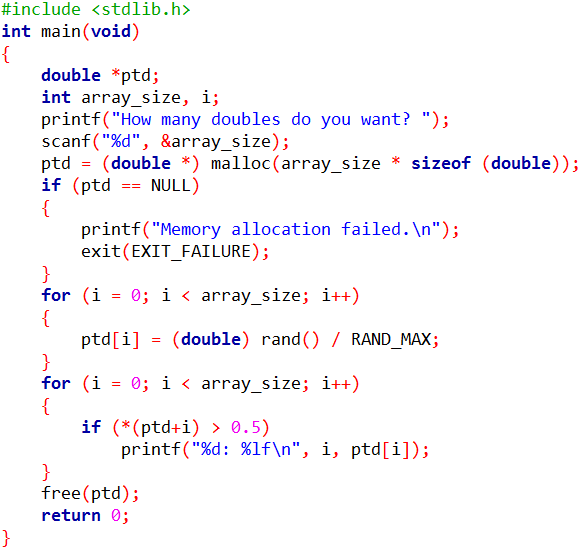 #include <stdlib.h>
int main(void)
{
    double *ptd;
    int array_size, i;
    printf("How many doubles do you want? ");
    scanf("%d", &array_size);
    ptd = (double *) malloc(array_size * sizeof (double));
    if (ptd == NULL)
    {
        printf("Memory allocation failed.\n");
        exit(EXIT_FAILURE);
    }
    for (i = 0; i < array_size; i++)
    {
        ptd[i] = (double) rand() / RAND_MAX;
    }
    for (i = 0; i < array_size; i++)
    {
        if (*(ptd+i) > 0.5)
            printf("%d: %lf\n", i, ptd[i]);
    }
    free(ptd);
    return 0;
}